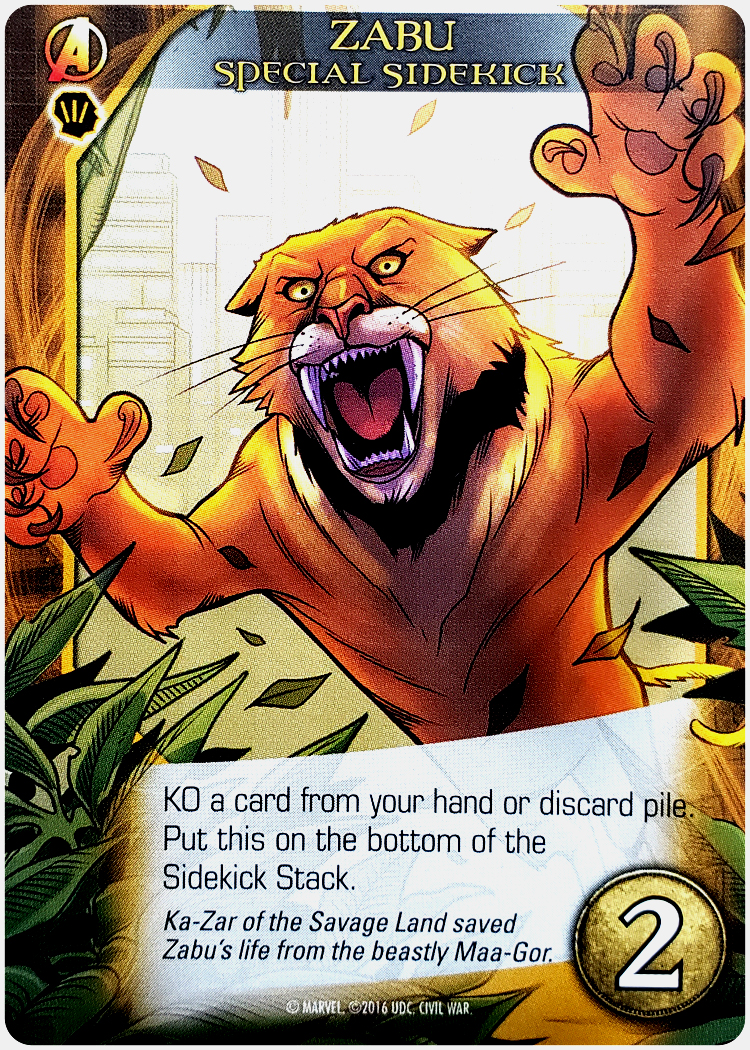 ZABU
SPECIAL SIDEKICK
KO a card from your hand or discard pile.
Put this on the bottom of the
Sidekick Stack.
Ka-Zar of the Savage Land saved
Zabu's life from the beastly Maa-Gor.
2
© MARVEL. ©2016 UDC. CIVIL WAR.